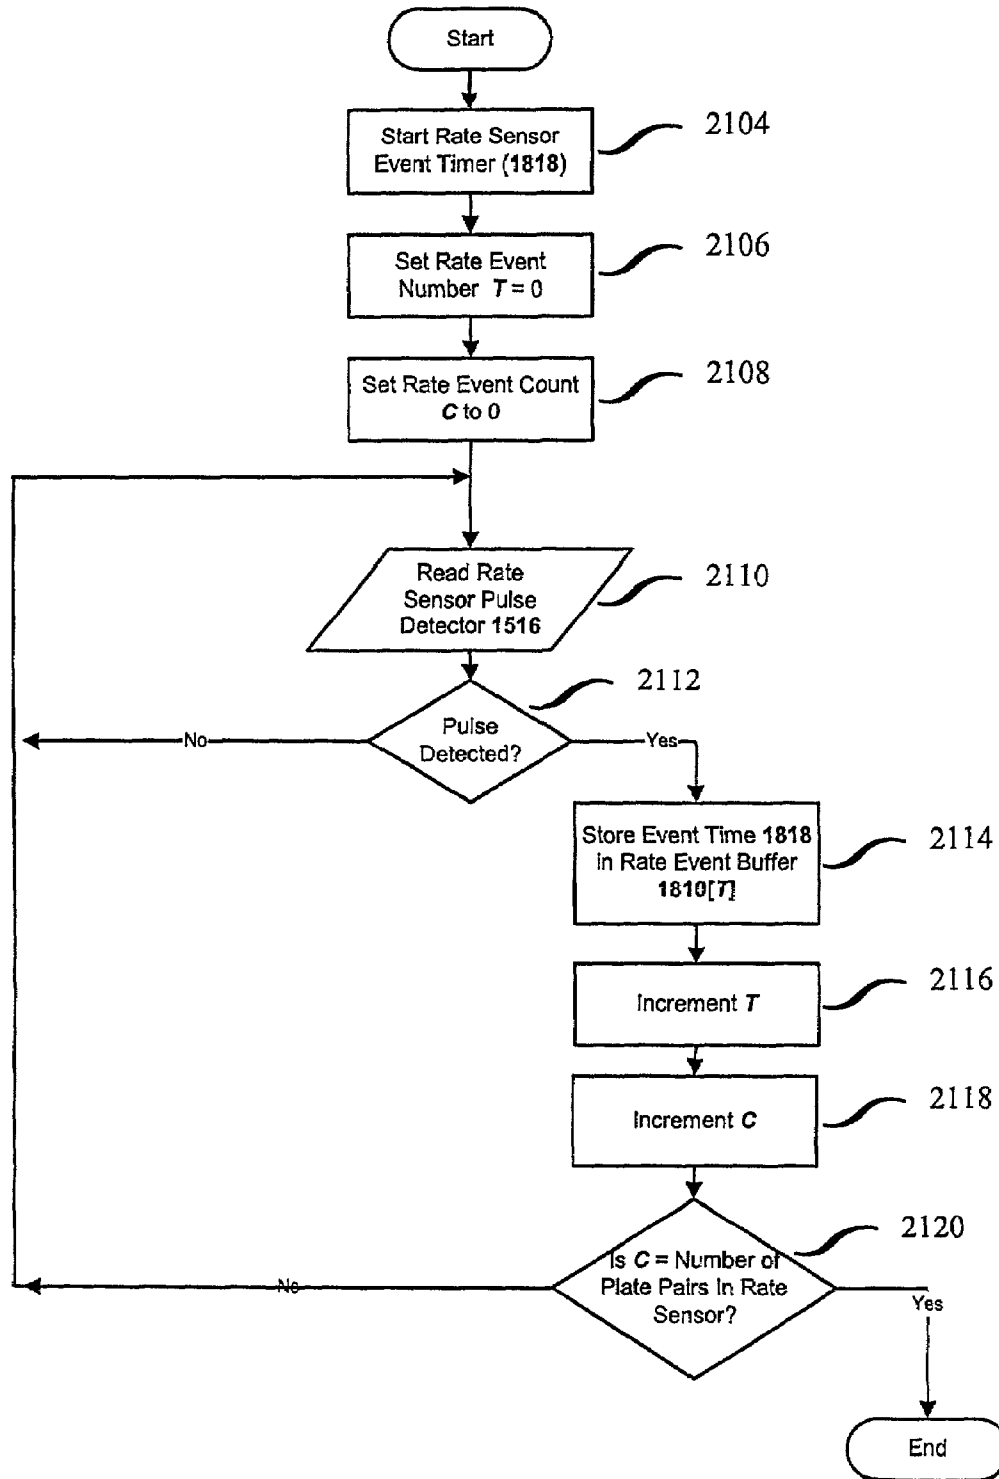 Start
Start Rate Sensor
Event Timer (1818)
2104
Set Rate Event
Number T = 0
2106
Set Rate Event Count
C to 0
2108
Read Rate
Sensor Pulse
Detector 1516
2110
Pulse
Detected?
2112
No
Yes
Store Event Time 1818
in Rate Event Buffer
1810[T]
2114
Increment T
2116
Increment C
2118
Is C = Number of
Plate Pairs in Rate
Sensor?
2120
No
Yes
End